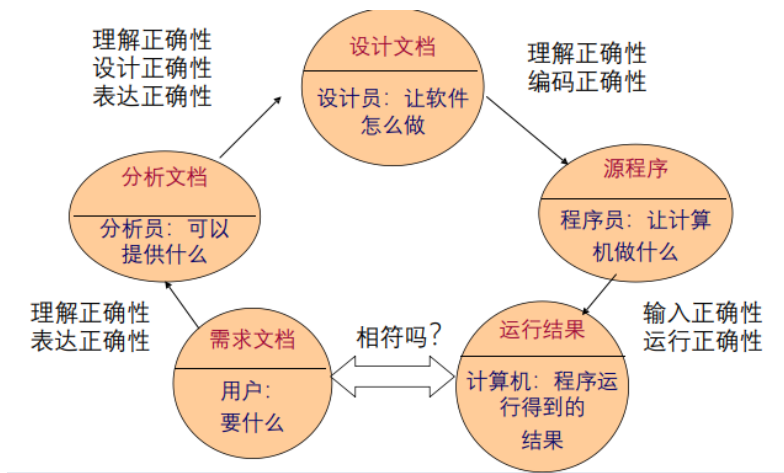 理解正确性
设计正确性
表达正确性
设计文档
设计员：让软件
怎么做
理解正确性
编码正确性
分析文档
分析员：可以
提供什么
源程序
程序员：让计算
机做什么
理解正确性
表达正确性
需求文档
用户：
要什么
相符吗？
运行结果
计算机：程序运
行得到的
结果
输入正确性
运行正确性